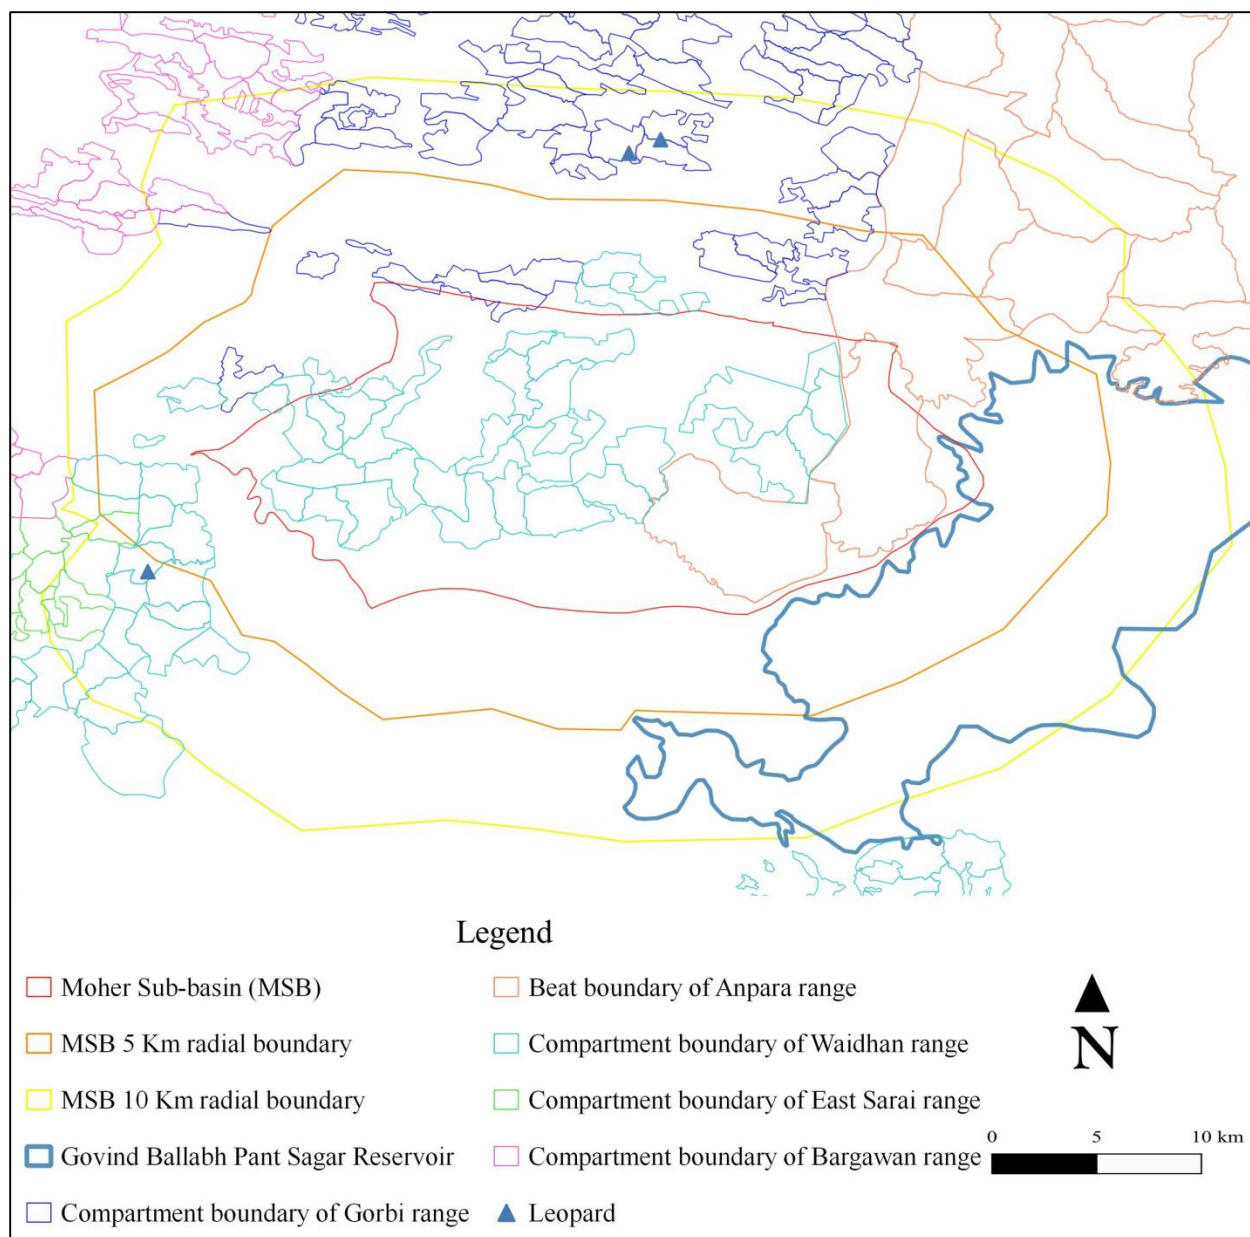 Legend
Moher Sub-basin (MSB)
MSB 5 Km radial boundary
MSB 10 Km radial boundary
Govind Ballabh Pant Sagar Reservoir
Compartment boundary of Gorbi range
Beat boundary of Anpara range
Compartment boundary of Waidhan range
Compartment boundary of East Sarai range
Compartment boundary of Bargawan range
Leopard
N
0 5 10 km